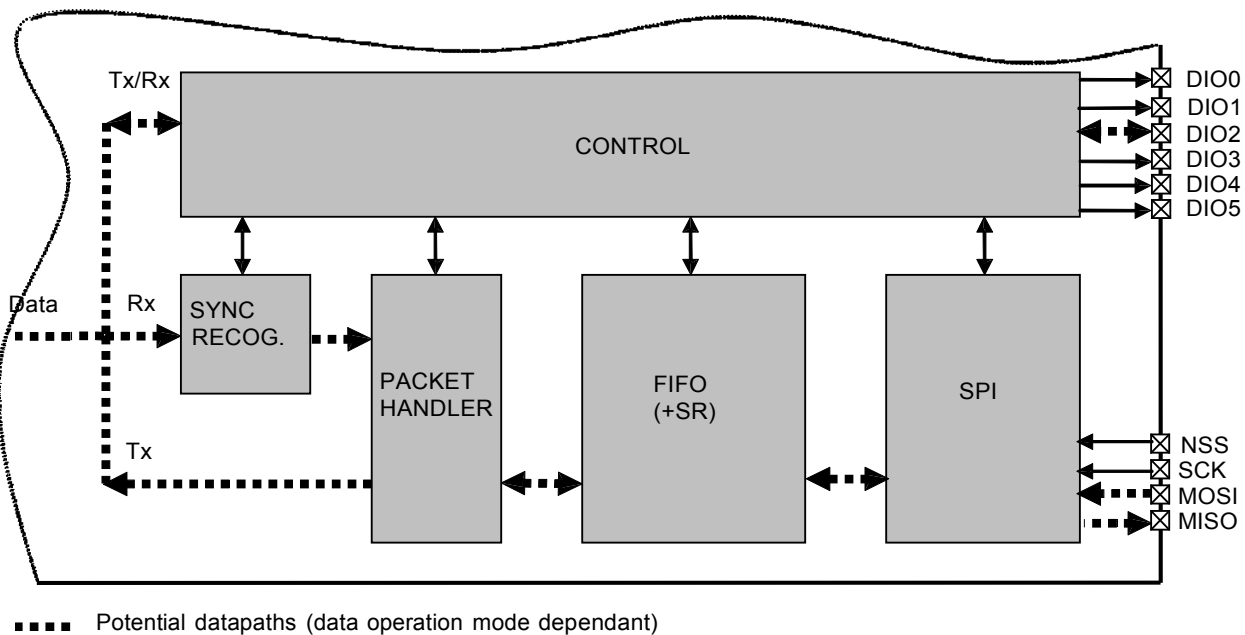 Tx/Rx
CONTROL
DIO0
DIO1
DIO2
DIO3
DIO4
DIO5
Data
Rx
SYNC
RECOG.
PACKET
HANDLER
FIFO
(+SR)
SPI
Tx
NSS
SCK
MOSI
MISO
Potential datapaths (data operation mode dependant)